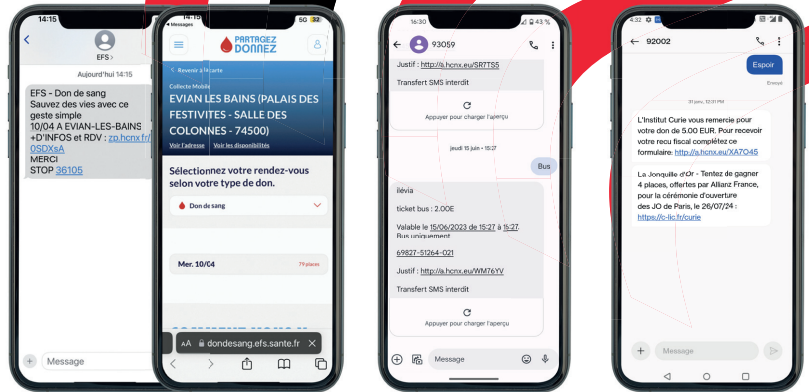 14:15
EFS >
Aujourd'hui 14:15
EFS - Don de sang
Sauvez des vies avec ce
geste simple
10/04 A EVIAN-LES-BAINS
+D'INFOS et RDV : zp.hcnx.fr/
0SDXsA
MERCI
STOP 36105
Message
14:15
Messages
5G 32
PARTAGEZ
DONNEZ
Revenir à la carte
Collecte Mobile
EVIAN LES BAINS (PALAIS DES
FESTIVITES - SALLE DES
COLONNES - 74500)
Voir l'adresse Voir les disponibilités
Sélectionnez votre rendez-vous
selon votre type de don.
Don de sang
Mer. 10/04
79 places
AA dondesang.efs.sante.fr
16:30
43 %
93059
Justif : http://a.hcnx.eu/SR7TS5
Transfert SMS interdit
Appuyer pour charger l'aperçu
jeudi 15 juin • 15:27
Bus
ilévia
ticket bus : 2.00E
Valable le 15/06/2023 de 15:27 à 16:27.
Bus uniquement
69827-51264-021
Justif : http://a.hcnx.eu/WM76YV
Transfert SMS interdit
Appuyer pour charger l'aperçu
Message
4:32
92002
Espoir
Envoyé
31 janv., 12:31 PM
L'Institut Curie vous remercie pour
votre don de 5.00 EUR. Pour recevoir
votre recu fiscal complétez ce
formulaire: http://a.hcnx.eu/XA7O45
La Jonquille d'Or - Tentez de gagner
4 places, offertes par Allianz France,
pour la cérémonie d'ouverture
des JO de Paris, le 26/07/24 :
https://c-lic.fr/curie
Message